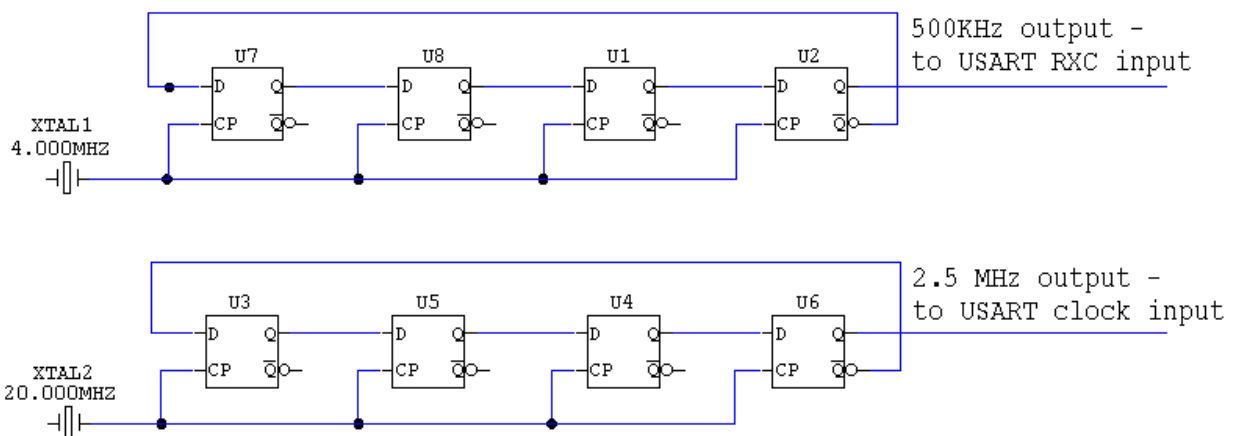 500KHz output -
to USART RXC input
U7 U8 U1 U2
D Q D Q D Q D Q
XTAL1
4.000MHZ
CP Q CP Q CP Q CP Q
2.5 MHz output -
to USART clock input
U3 U5 U4 U6
D Q D Q D Q D Q
XTAL2
20.000MHZ
CP Q CP Q CP Q CP Q